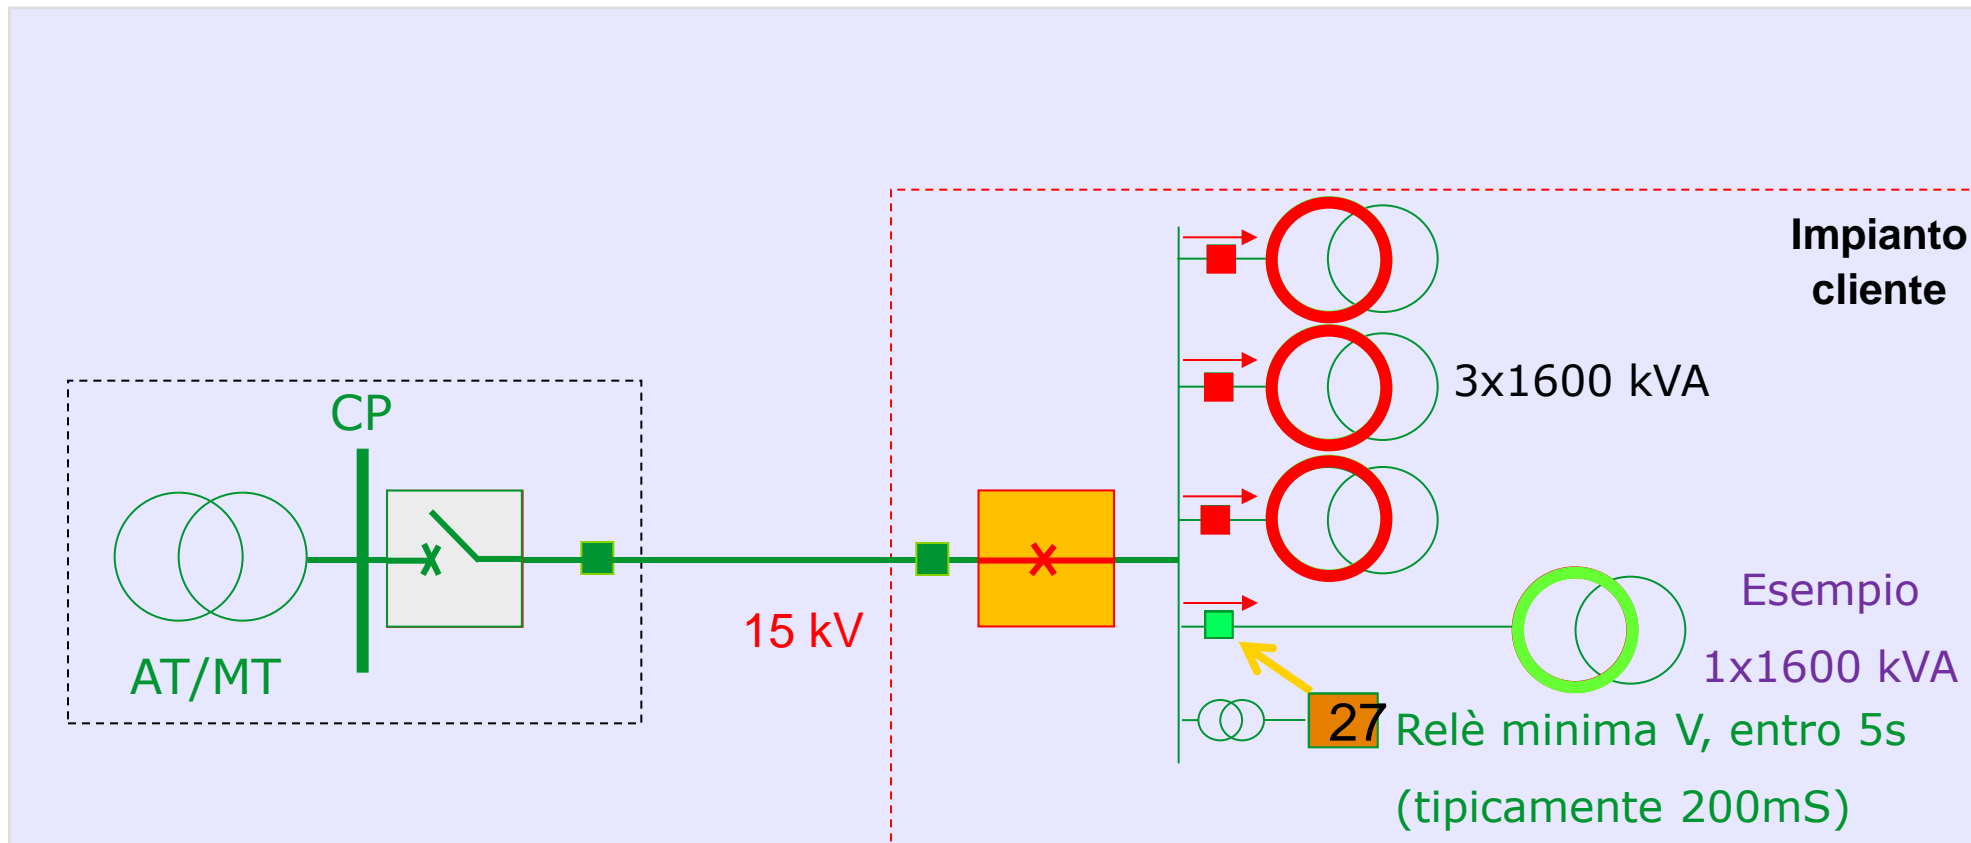 Impianto
cliente
3x1600 kVA
CP
AT/MT
15 kV
Esempio
1x1600 kVA
27
Relè minima V, entro 5s
(tipicamente 200mS)